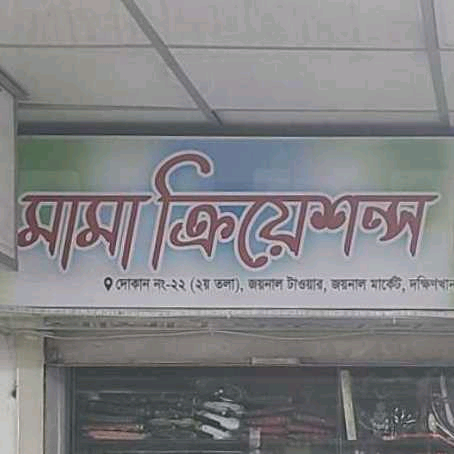 মামা ক্রিয়েশন্স
দোকান নং-২২ (২য় তলা), জয়নাল টাওয়ার, জয়নাল মার্কেট, দক্ষিণখান